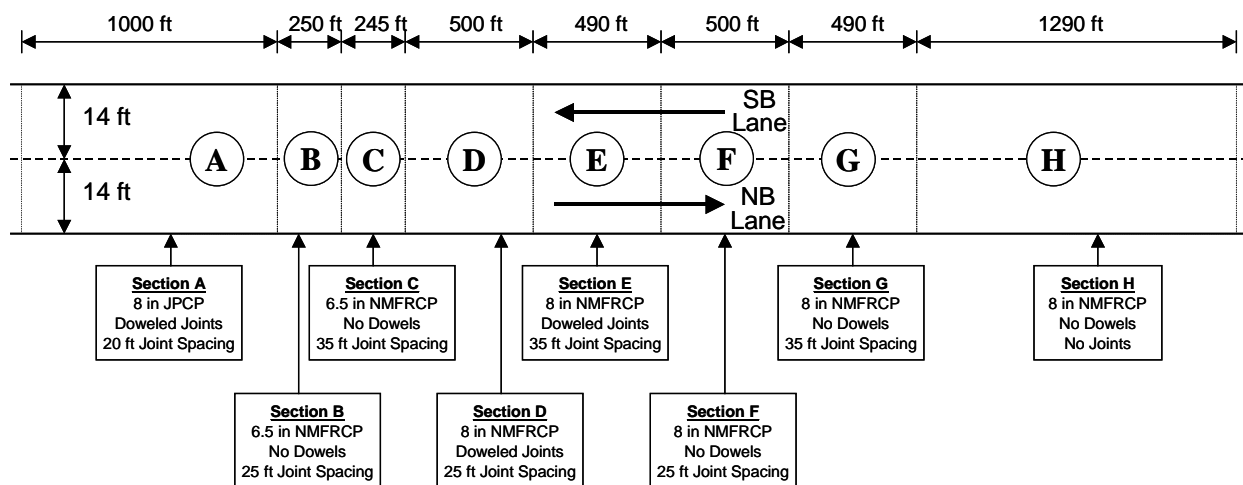 1000 ft
250 ft
245 ft
500 ft
490 ft
500 ft
490 ft
1290 ft
14 ft
14 ft
SB
Lane
NB
Lane
A
B
C
D
E
F
G
H
Section A
8 in JPCP
Doweled Joints
20 ft Joint Spacing
Section C
6.5 in NMFRCP
No Dowels
35 ft Joint Spacing
Section E
8 in NMFRCP
Doweled Joints
35 ft Joint Spacing
Section G
8 in NMFRCP
No Dowels
35 ft Joint Spacing
Section H
8 in NMFRCP
No Dowels
No Joints
Section B
6.5 in NMFRCP
No Dowels
25 ft Joint Spacing
Section D
8 in NMFRCP
Doweled Joints
25 ft Joint Spacing
Section F
8 in NMFRCP
No Dowels
25 ft Joint Spacing